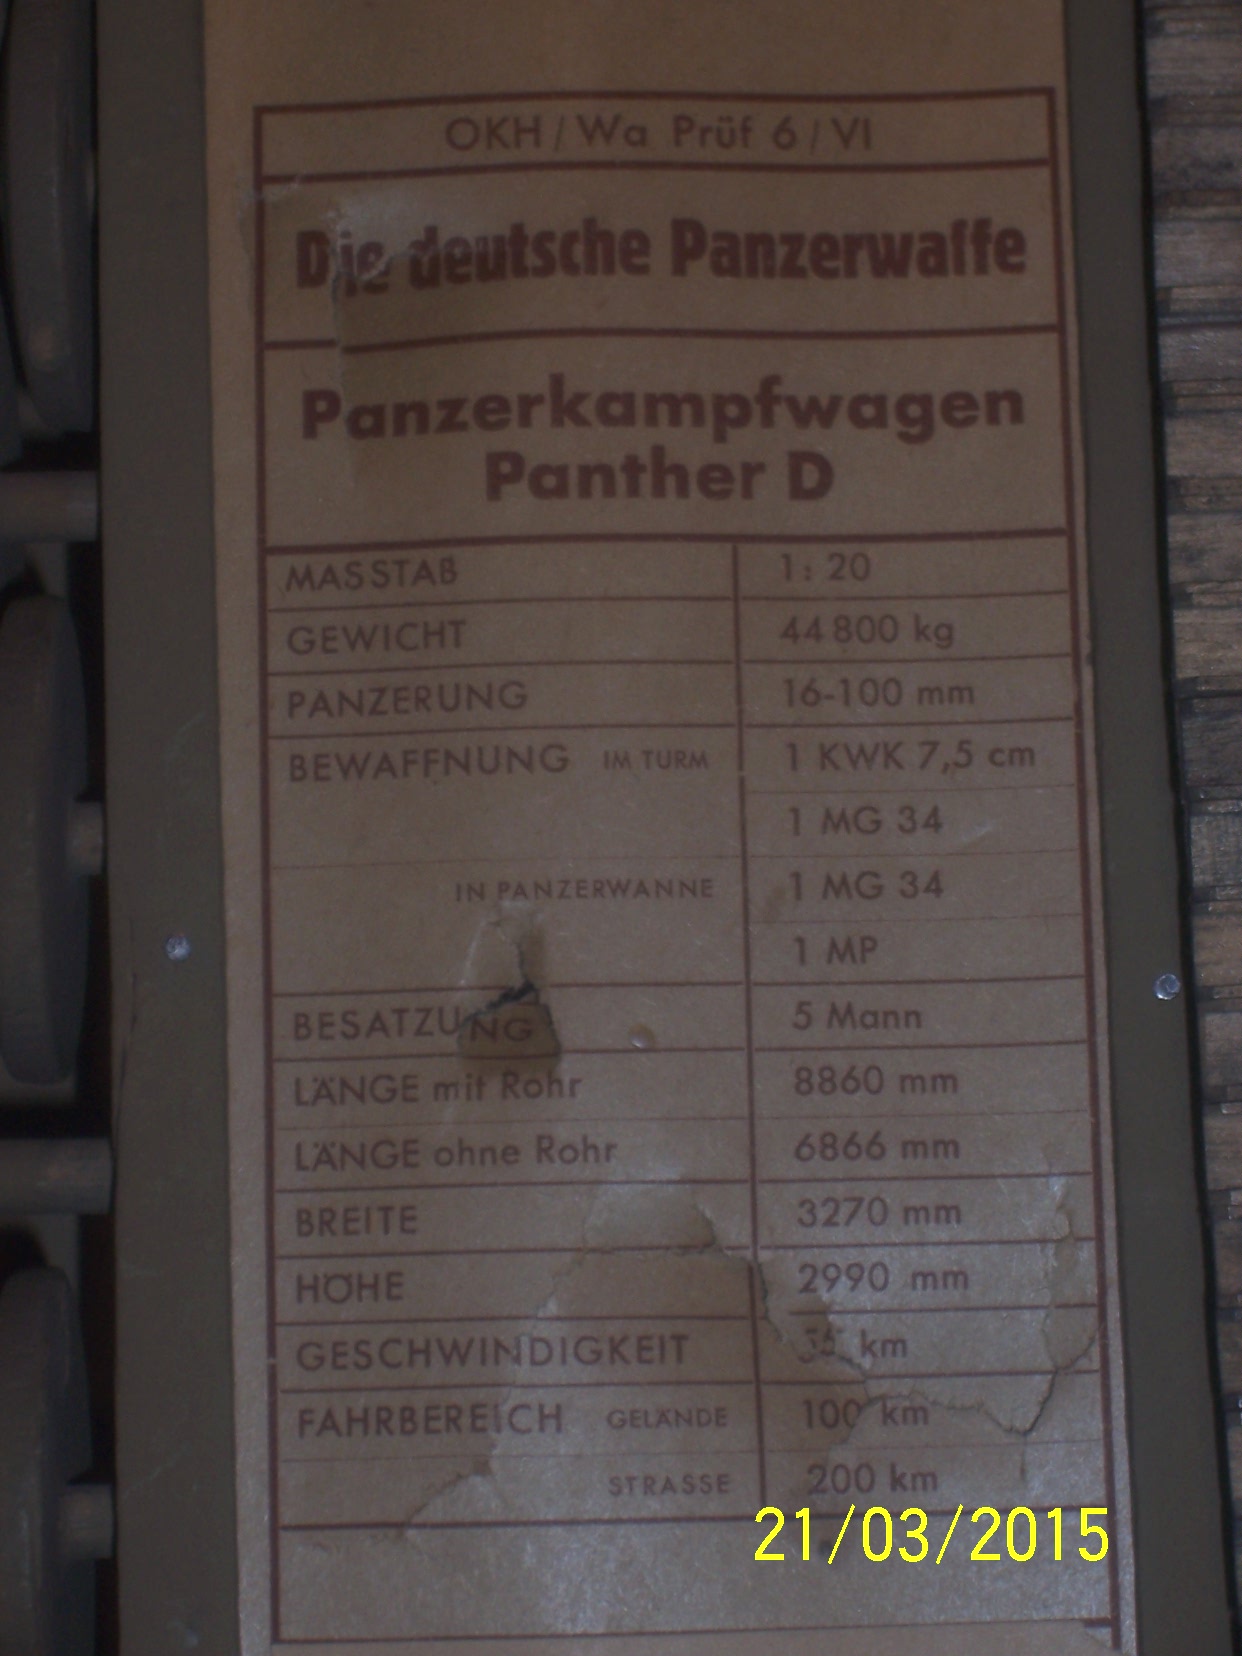 OKH / Wa Prüf 6 / VI
Die deutsche Panzerwaffe
Panzerkampfwagen
Panther D
MASSTAB 1: 20
GEWICHT 44 800 kg
PANZERUNG 16-100 mm
BEWAFFNUNG IM TURM 1 KWK 7,5 cm
1 MG 34
IN PANZERWANNE 1 MG 34
1 MP
BESATZUNG 5 Mann
LÄNGE mit Rohr 8860 mm
LÄNGE ohne Rohr 6866 mm
BREITE 3270 mm
HÖHE 2990 mm
GESCHWINDIGKEIT km
FAHRBEREICH GELÄNDE 100 km
STRASSE 200 km
21/03/2015